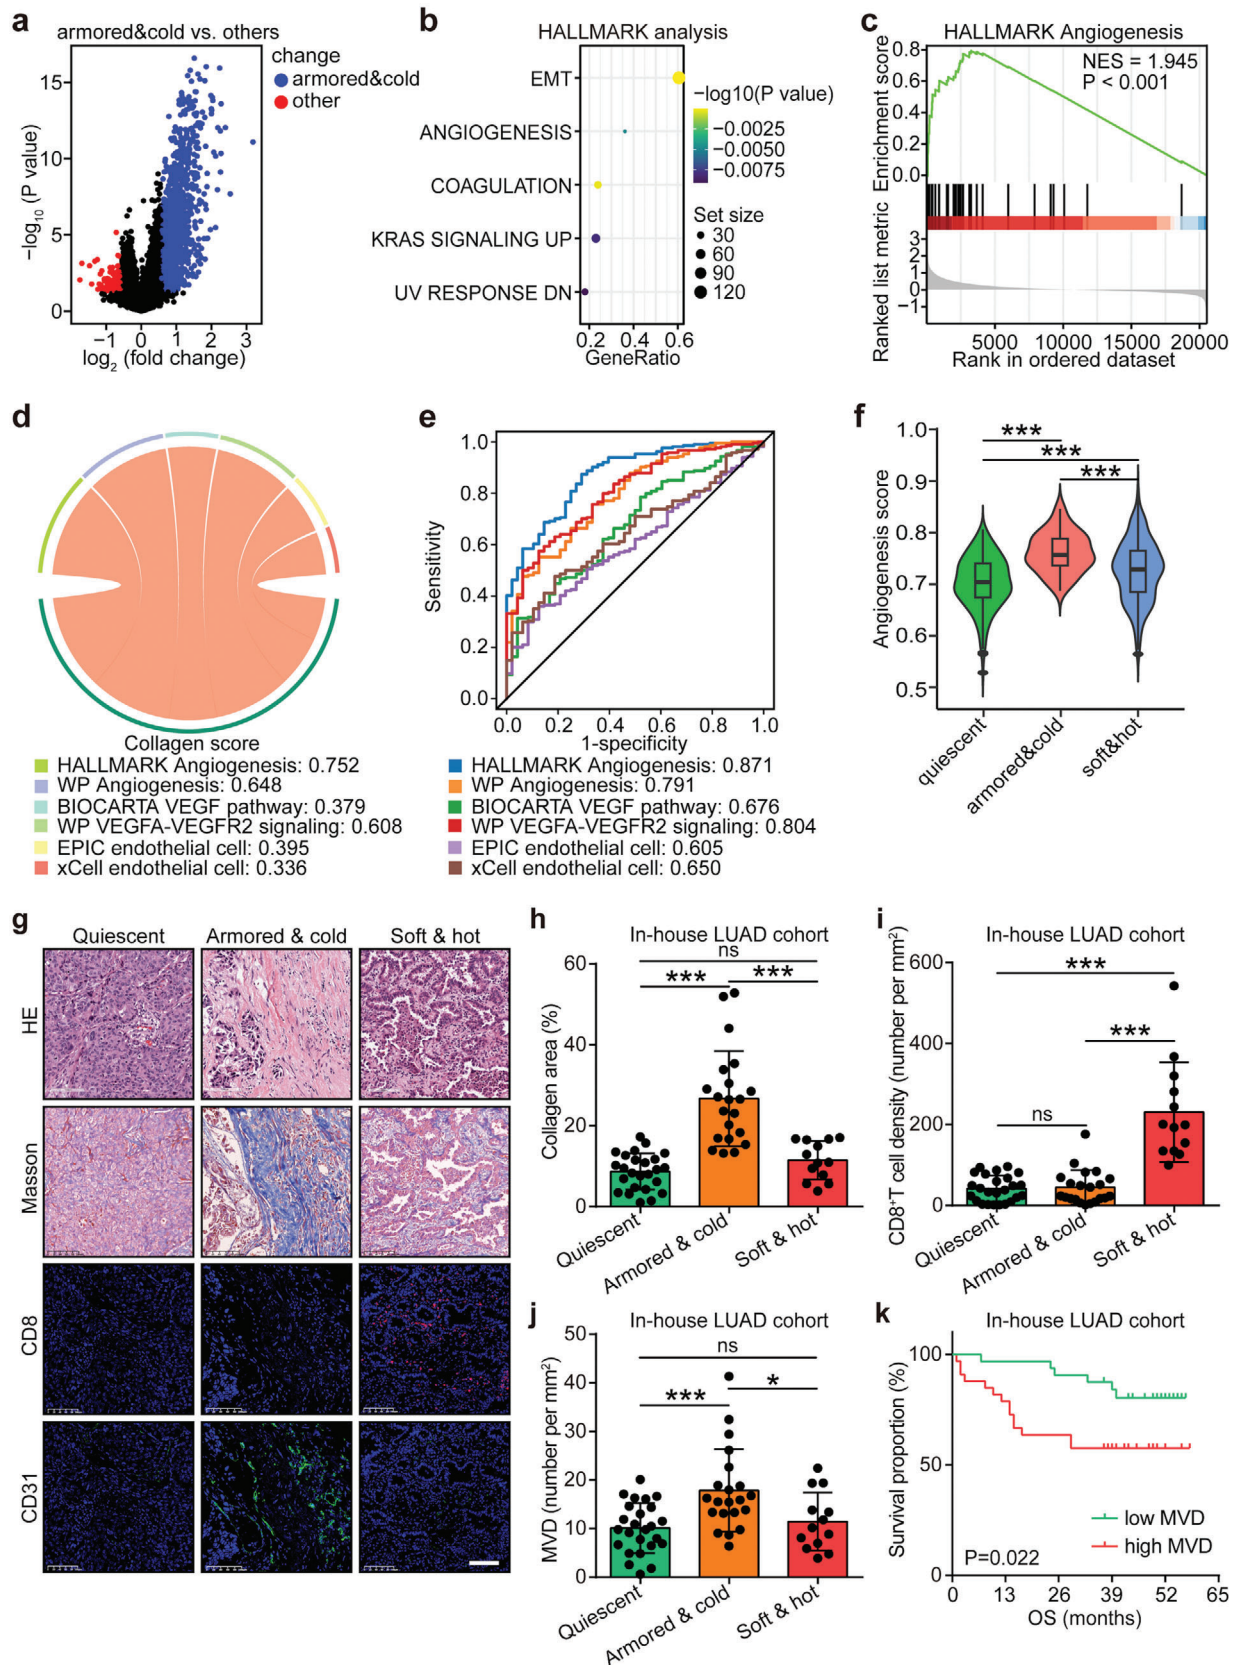 a
armored&cold vs. others
change
armored&cold
other
−log10 (P value)
15
10
5
0
−1 0 1 2 3
log2 (fold change)
b
HALLMARK analysis
EMT
ANGIOGENESIS
COAGULATION
KRAS SIGNALING UP
UV RESPONSE DN
0.2 0.4 0.6
GeneRatio
−log10(P value)
−0.0025
−0.0050
−0.0075
Set size
30
60
90
120
c
HALLMARK Angiogenesis
NES = 1.945
P < 0.001
Enrichment score
0.8
0.6
0.4
0.2
0.0
Ranked list metric
3
2
1
0
−1
5000 10000 15000 20000
Rank in ordered dataset
d
Collagen score
HALLMARK Angiogenesis: 0.752
WP Angiogenesis: 0.648
BIOCARTA VEGF pathway: 0.379
WP VEGFA-VEGFR2 signaling: 0.608
EPIC endothelial cell: 0.395
xCell endothelial cell: 0.336
e
Sensitivity
1.0
0.8
0.6
0.4
0.2
0.0
0.0 0.2 0.4 0.6 0.8 1.0
1-specificity
HALLMARK Angiogenesis: 0.871
WP Angiogenesis: 0.791
BIOCARTA VEGF pathway: 0.676
WP VEGFA-VEGFR2 signaling: 0.804
EPIC endothelial cell: 0.605
xCell endothelial cell: 0.650
f
Angiogenesis score
1.0
0.9
0.8
0.7
0.6
0.5
***
***
***
quiescent
armored&cold
soft&hot
g
Quiescent Armored & cold Soft & hot
HE
Masson
CD8
CD31
h
In-house LUAD cohort
ns
*** ***
Collagen area (%)
60
40
20
0
Quiescent
Armored & cold
Soft & hot
i
In-house LUAD cohort
***
***
ns
CD8+T cell density (number per mm2)
600
400
200
0
Quiescent
Armored & cold
Soft & hot
j
In-house LUAD cohort
ns
*** *
MVD (number per mm2)
50
40
30
20
10
0
Quiescent
Armored & cold
Soft & hot
k
In-house LUAD cohort
Survival proportion (%)
100
50
0
low MVD
high MVD
P=0.022
0 13 26 39 52 65
OS (months)